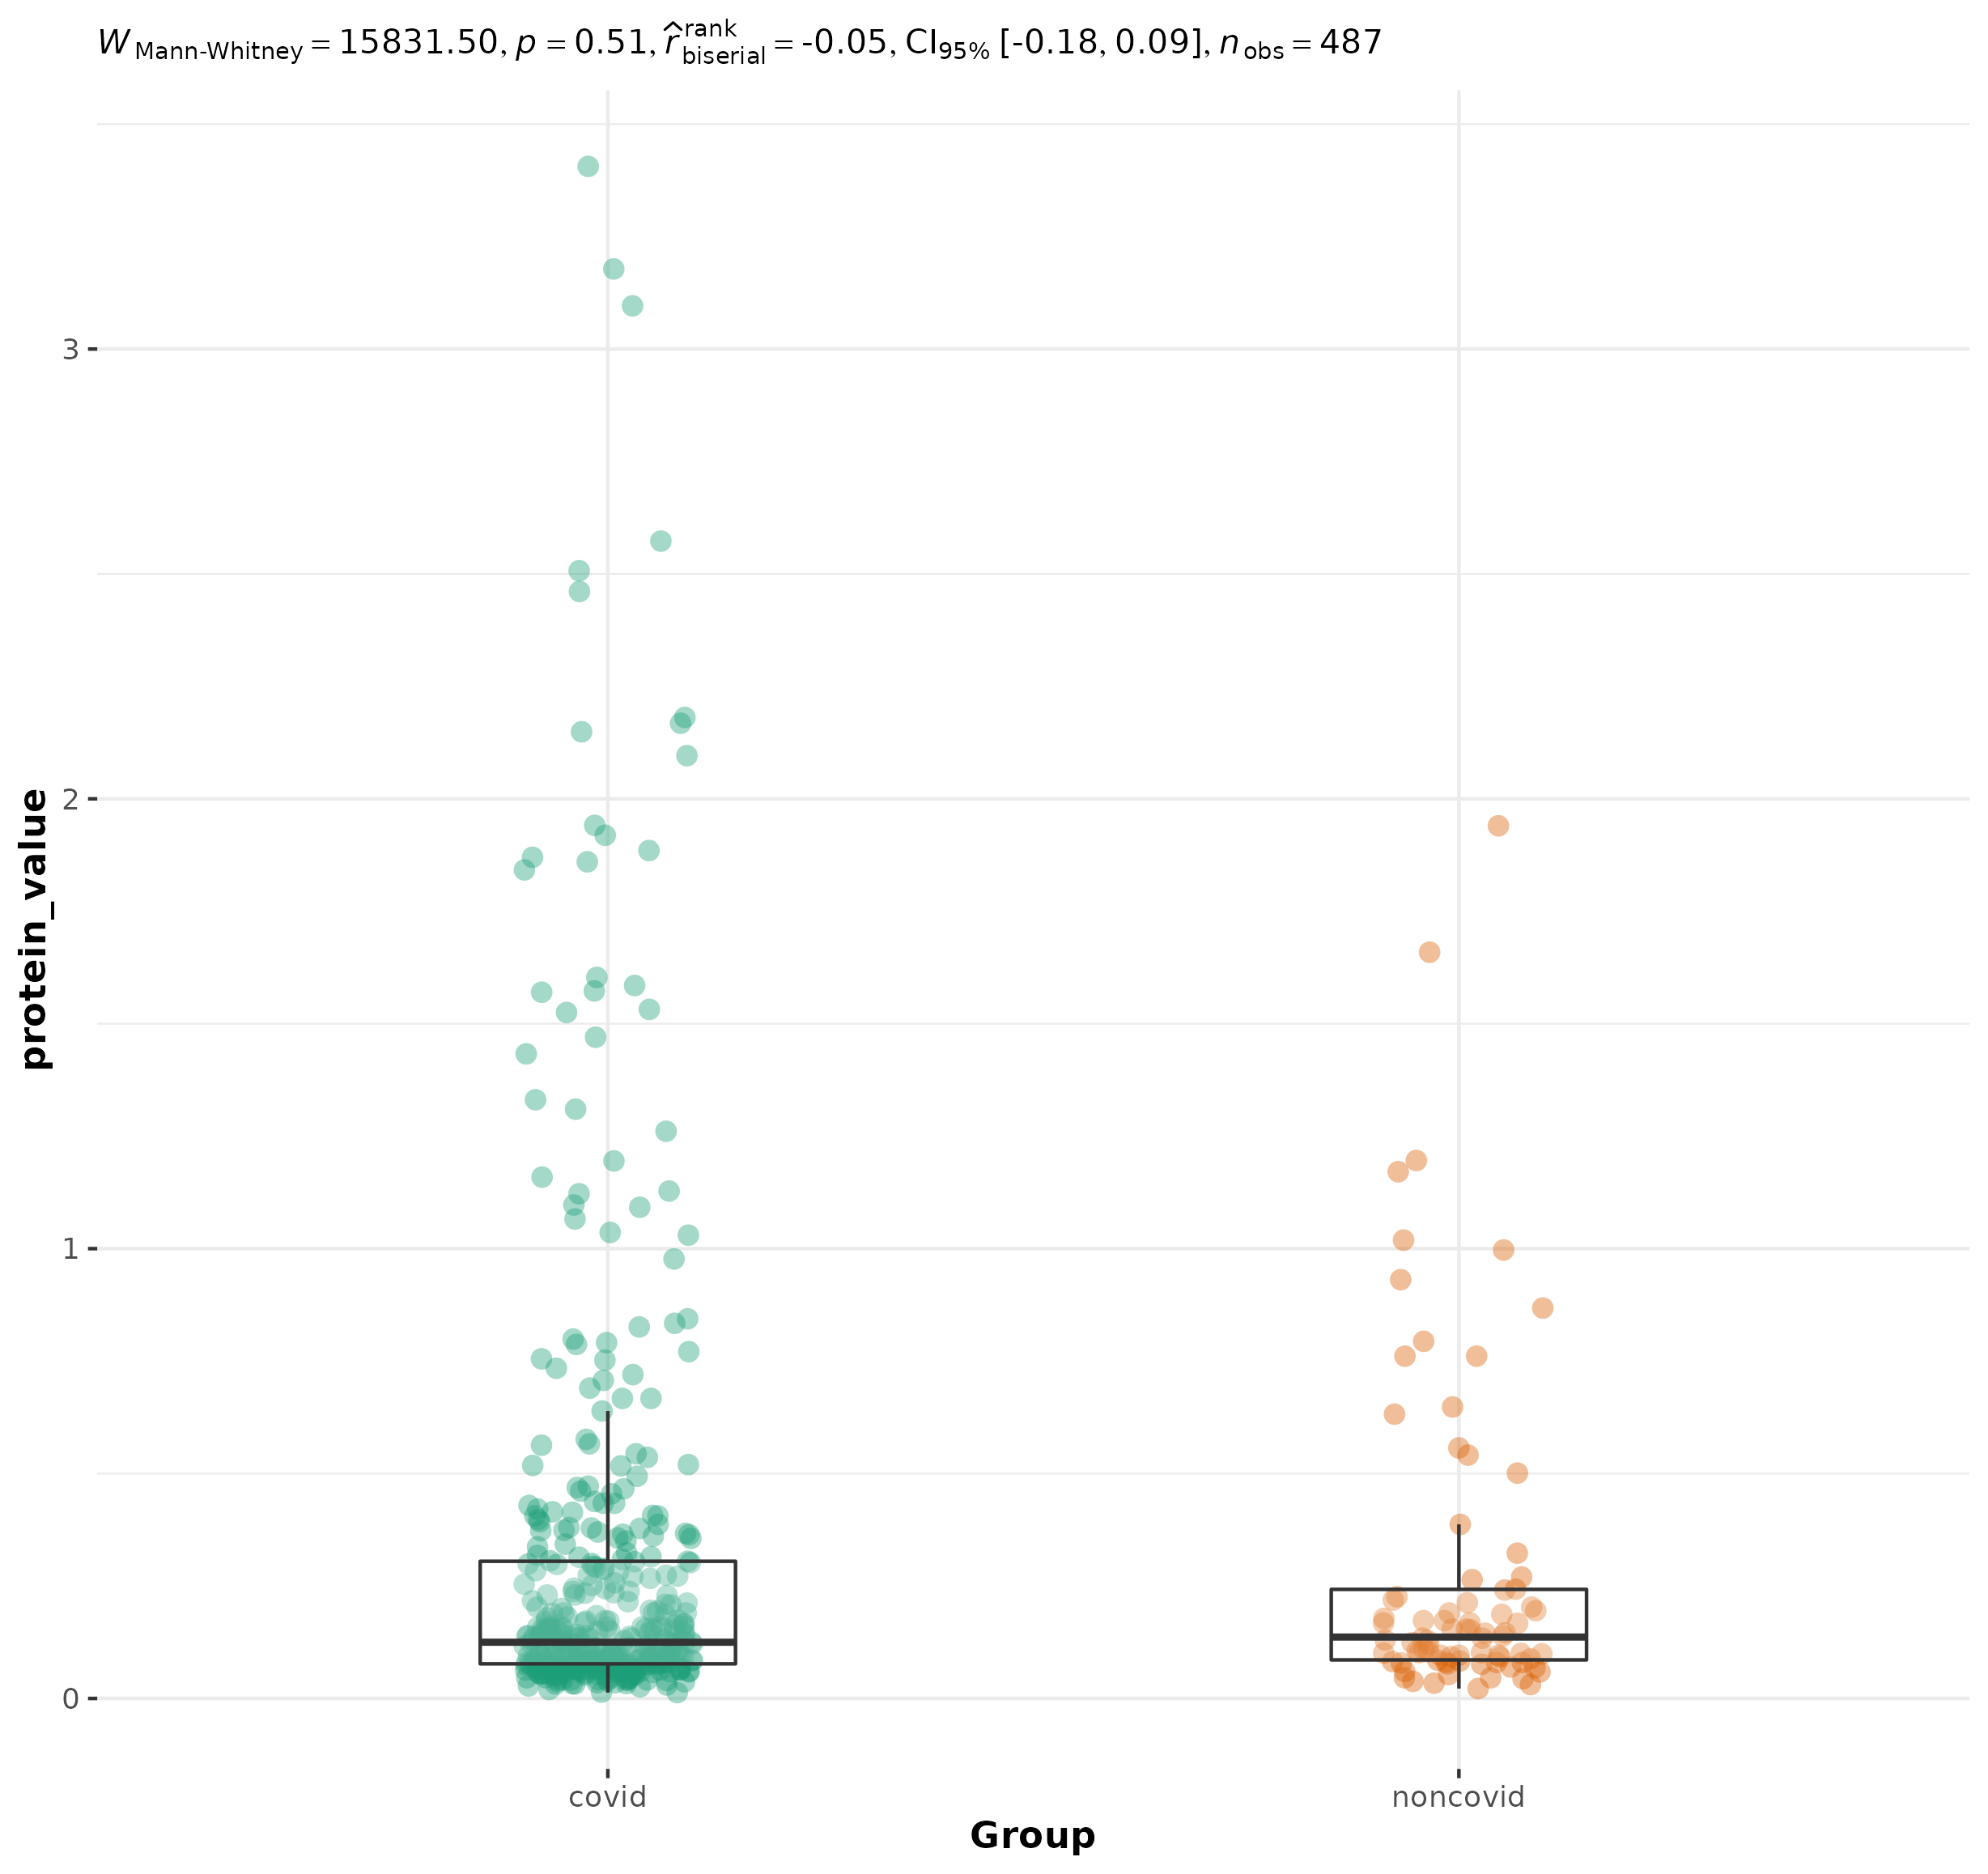 W Mann-Whitney = 15831.50, p = 0.51, r̂ rank biserial = -0.05, CI95% [-0.18, 0.09], n obs = 487
3
2
1
0
protein_value
covid noncovid
Group